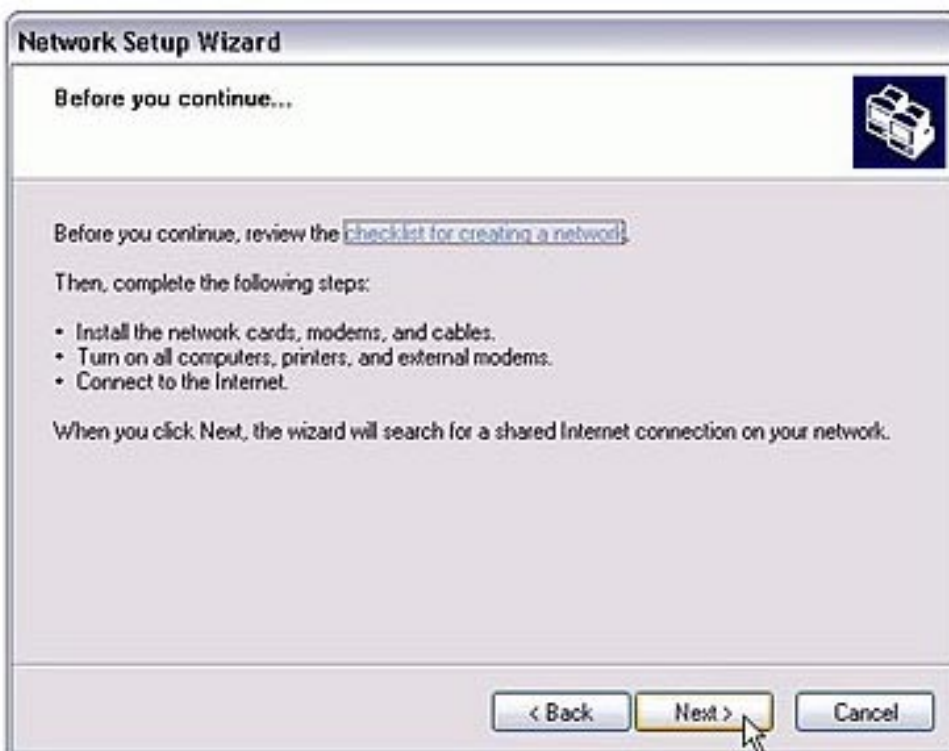 Network Setup Wizard
Before you continue...
Before you continue, review the checklist for creating a network.
Then, complete the following steps:
• Install the network cards, modems, and cables.
• Turn on all computers, printers, and external modems.
• Connect to the Internet.
When you click Next, the wizard will search for a shared Internet connection on your network.
< Back Next > Cancel